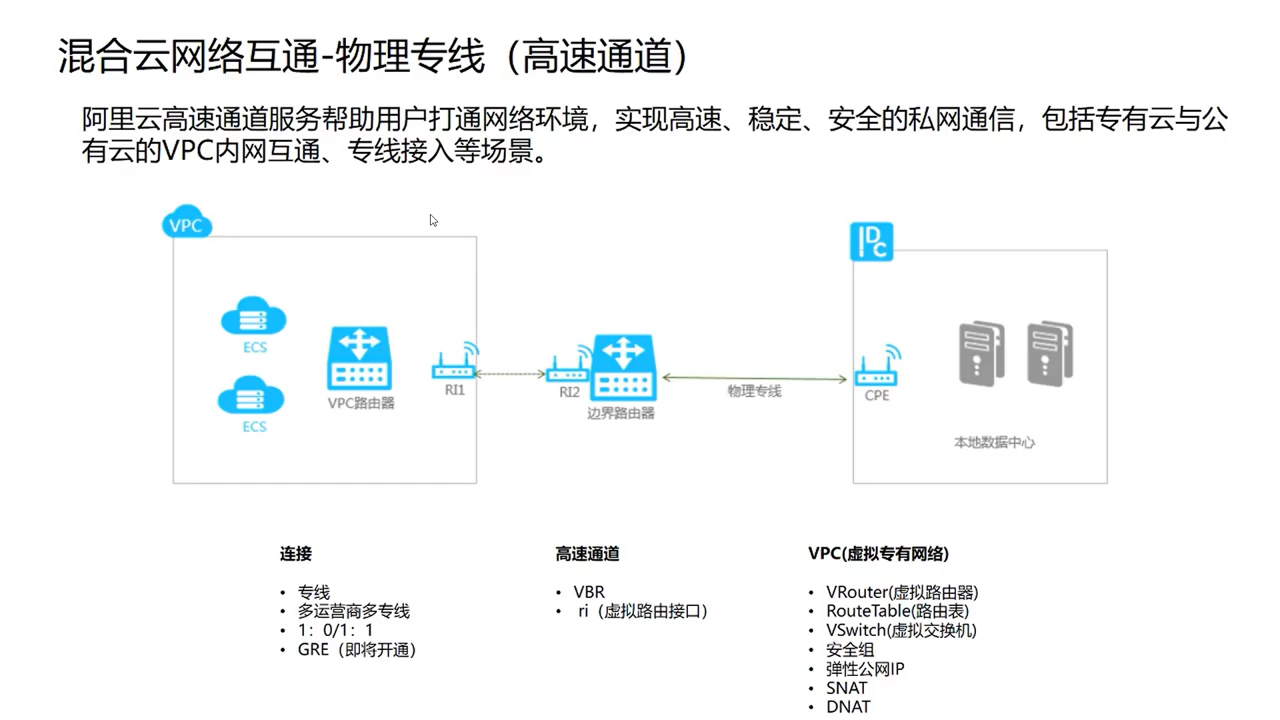 混合云网络互通-物理专线（高速通道）
阿里云高速通道服务帮助用户打通网络环境，实现高速、稳定、安全的私网通信，包括专有云与公
有云的VPC内网互通、专线接入等场景。
VPC
IDC
ECS
ECS
VPC路由器
RI1
RI2
边界路由器
物理专线
CPE
本地数据中心
连接
• 专线
• 多运营商多专线
• 1：0/1：1
• GRE（即将开通）
高速通道
• VBR
• ri（虚拟路由接口）
VPC(虚拟专有网络)
• VRouter(虚拟路由器)
• RouteTable(路由表)
• VSwitch(虚拟交换机)
• 安全组
• 弹性公网IP
• SNAT
• DNAT